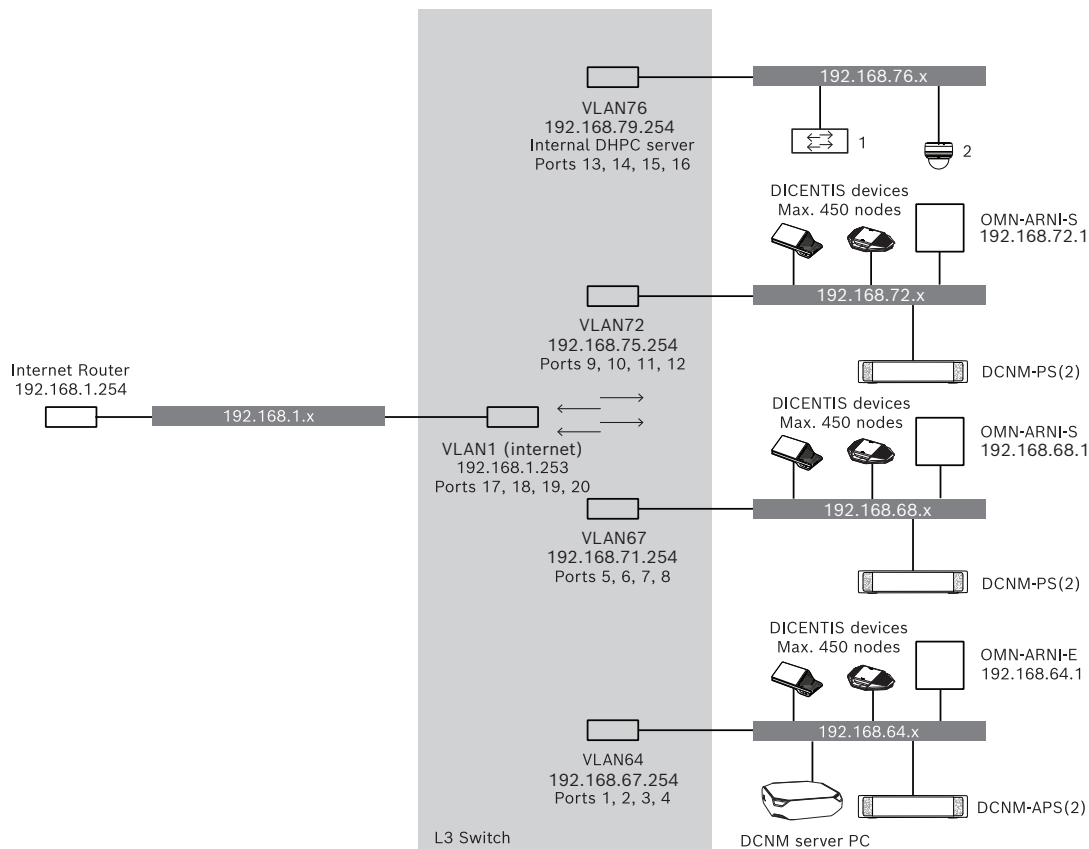 192.168.76.x
VLAN76
192.168.79.254
Internal DHPC server
Ports 13, 14, 15, 16
1
2
DICENTIS devices
Max. 450 nodes
OMN-ARNI-S
192.168.72.1
192.168.72.x
VLAN72
192.168.75.254
Ports 9, 10, 11, 12
DCNM-PS(2)
Internet Router
192.168.1.254
192.168.1.x
VLAN1 (internet)
192.168.1.253
Ports 17, 18, 19, 20
DICENTIS devices
Max. 450 nodes
OMN-ARNI-S
192.168.68.1
192.168.68.x
VLAN67
192.168.71.254
Ports 5, 6, 7, 8
DCNM-PS(2)
DICENTIS devices
Max. 450 nodes
OMN-ARNI-E
192.168.64.1
192.168.64.x
VLAN64
192.168.67.254
Ports 1, 2, 3, 4
DCNM-APS(2)
L3 Switch
DCNM server PC